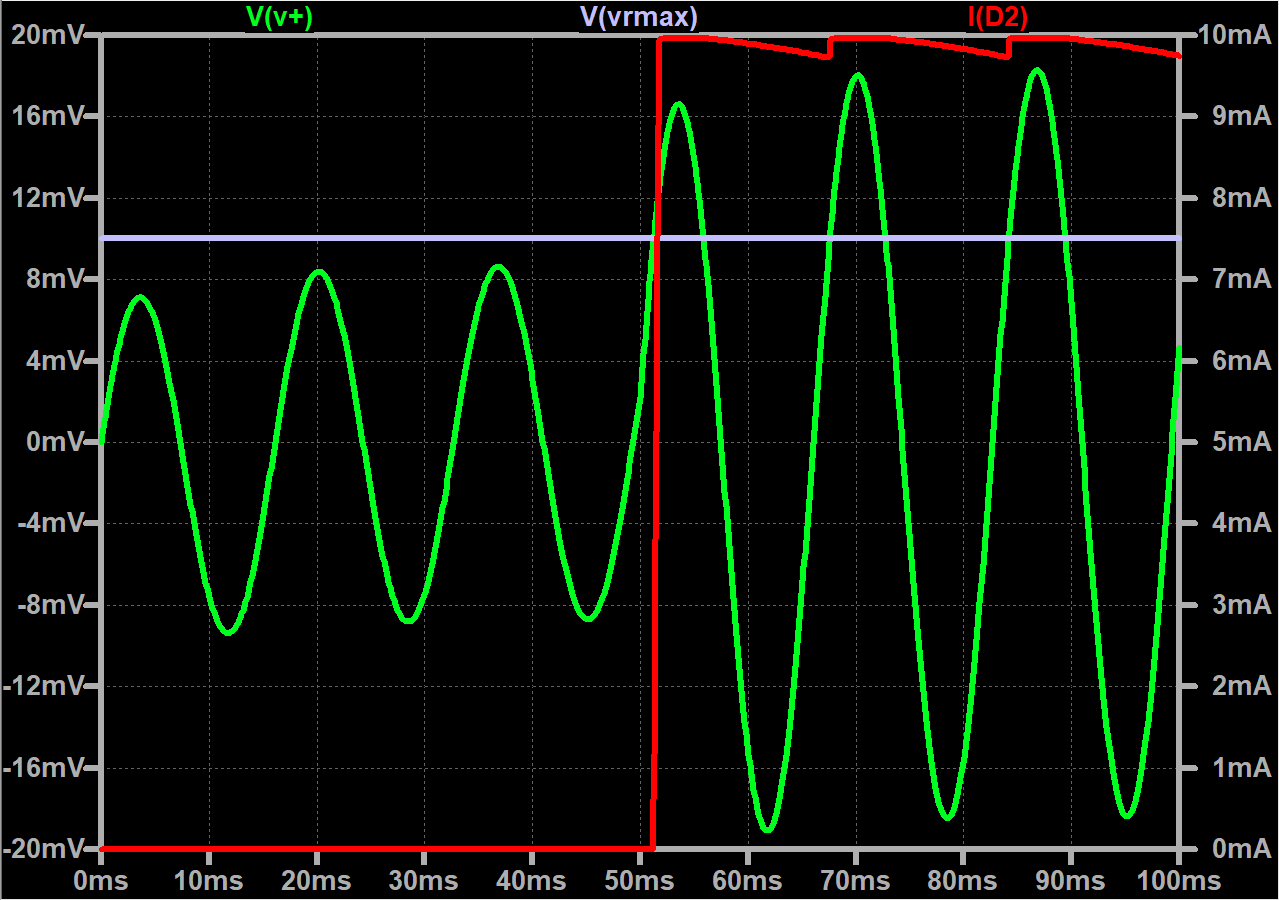 V(v+) V(vrmax) I(D2)
20mV 10mA
16mV 9mA
12mV 8mA
8mV 7mA
4mV 6mA
0mV 5mA
-4mV 4mA
-8mV 3mA
-12mV 2mA
-16mV 1mA
-20mV 0mA
0ms 10ms 20ms 30ms 40ms 50ms 60ms 70ms 80ms 90ms 100ms